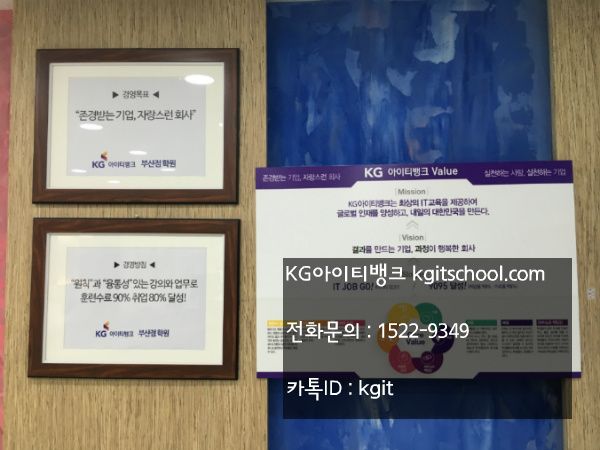 ▶ 경영목표 ◀
"존경받는 기업, 자랑스런 회사"
KG 아이티뱅크 부산점 학원
▶ 경영방침 ◀
"원칙"과 "융통성" 있는 강의와 업무로
훈련수료 90% 취업 80% 달성!
KG 아이티뱅크 부산점 학원
존경받는 기업, 자랑스런 회사
KG 아이티뱅크 Value
실천하는 사람, 실천하는 기업
Mission
KG아이티뱅크는 최상의 IT교육을 제공하여
글로벌 인재를 양성하고, 내일의 대한민국을 만든다.
Vision
결과를 만드는 기업, 과정이 행복한 회사
IT JOB GO!
9095 달성!
Value
KG아이티뱅크 kgitschool.com
전화문의 : 1522-9349
카톡ID : kgit